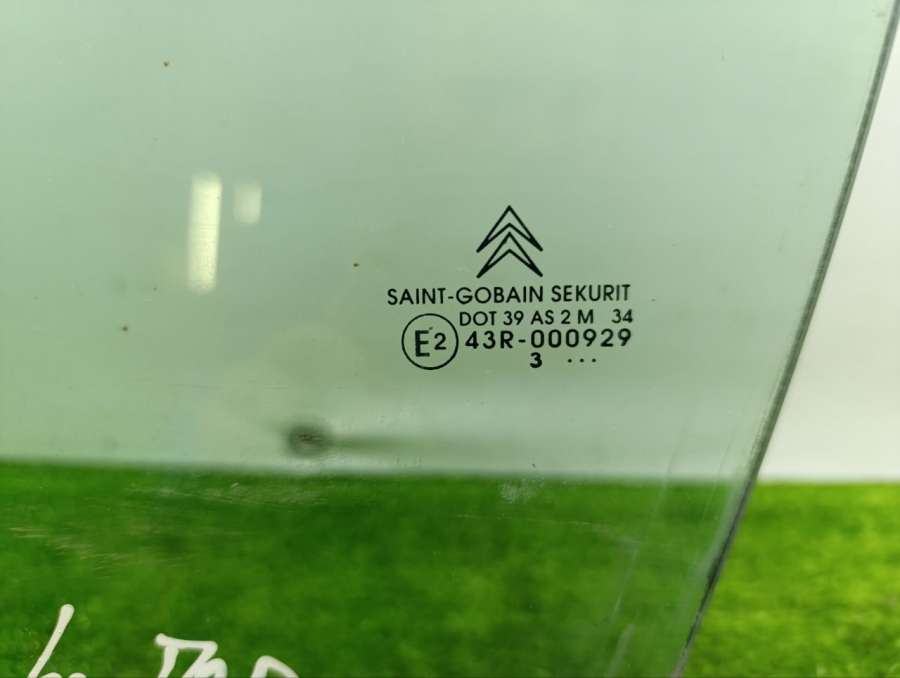 SAINT-GOBAIN SEKURIT
DOT 39 AS 2 M 34
E2 43R-000929
3 ...